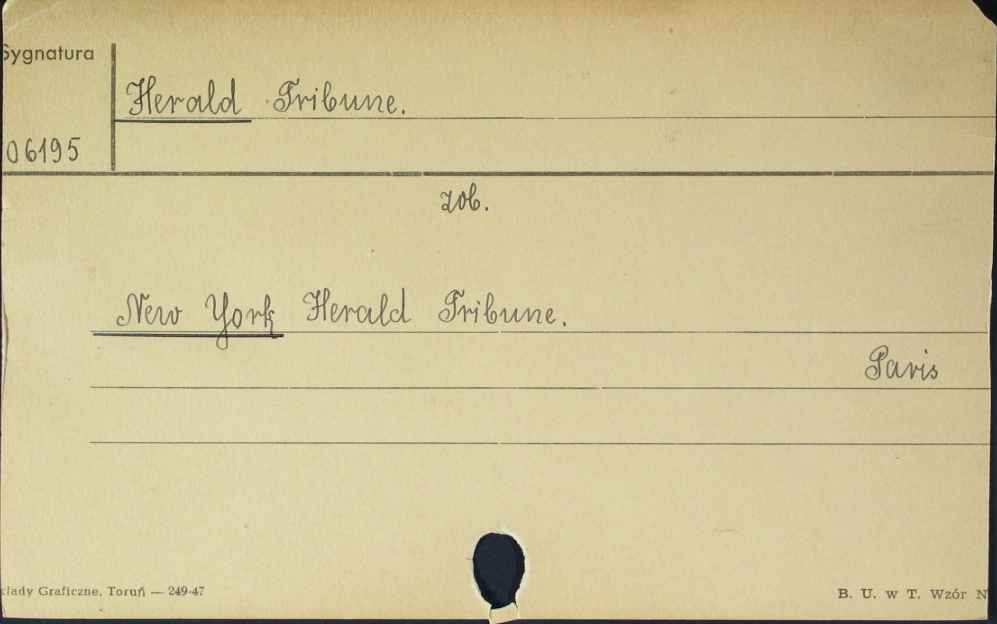 Sygnatura
Herald Tribune.
06195
zob.
New York Herald Tribune.
Paris
kłady Graficzne, Toruń — 249-47
B. U. w T. Wzór N